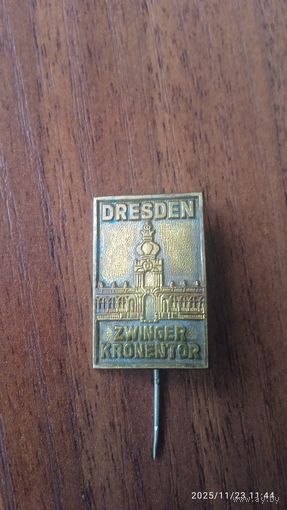 DRESDEN
ZWINGER
KRONENTOR
2025/11/23 11:44